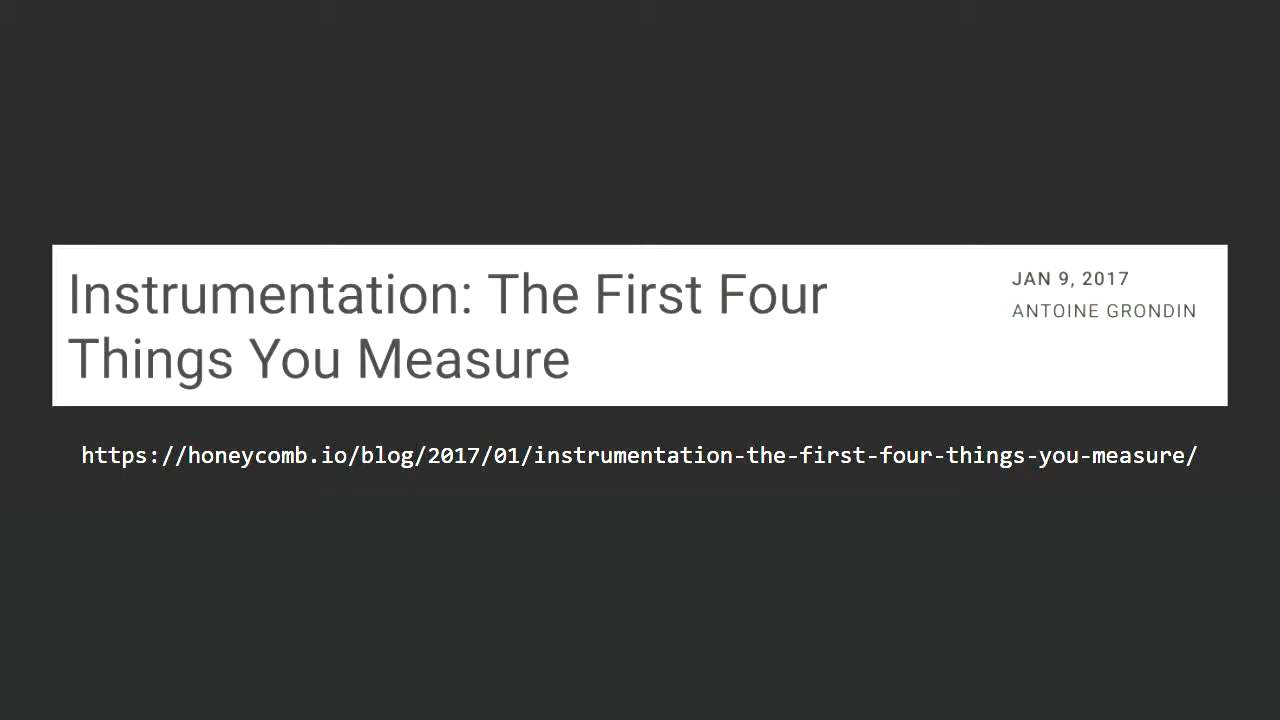 Instrumentation: The First Four
Things You Measure
JAN 9, 2017
ANTOINE GRONDIN
https://honeycomb.io/blog/2017/01/instrumentation-the-first-four-things-you-measure/